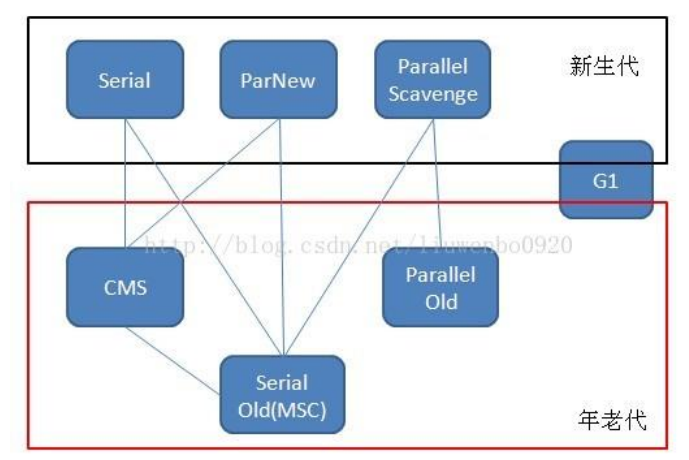 Serial
ParNew
Parallel
Scavenge
新生代
G1
http://blog.csdn.net/liuwenbo0920
CMS
Parallel
Old
Serial
Old(MSC)
年老代